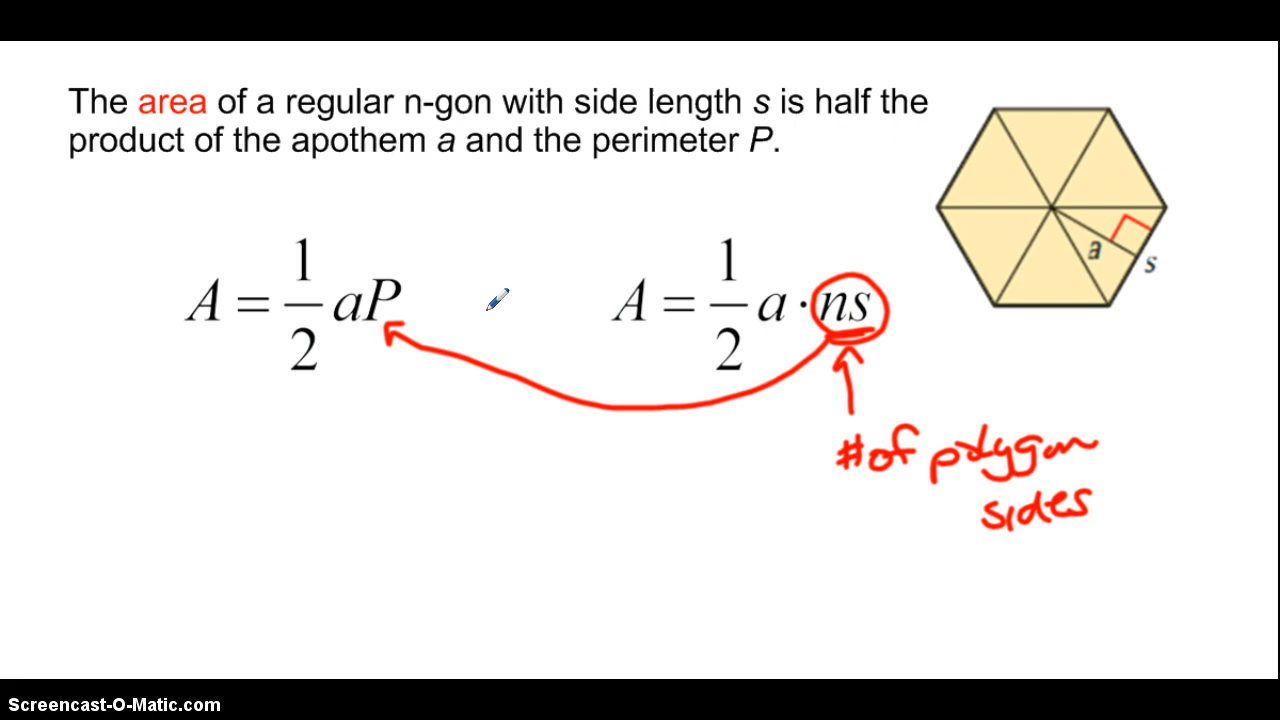 The area of a regular n-gon with side length s is half the
product of the apothem a and the perimeter P.
A = 1/2 aP
A = 1/2 a · ns
a
s
# of polygon
sides
Screencast-O-Matic.com